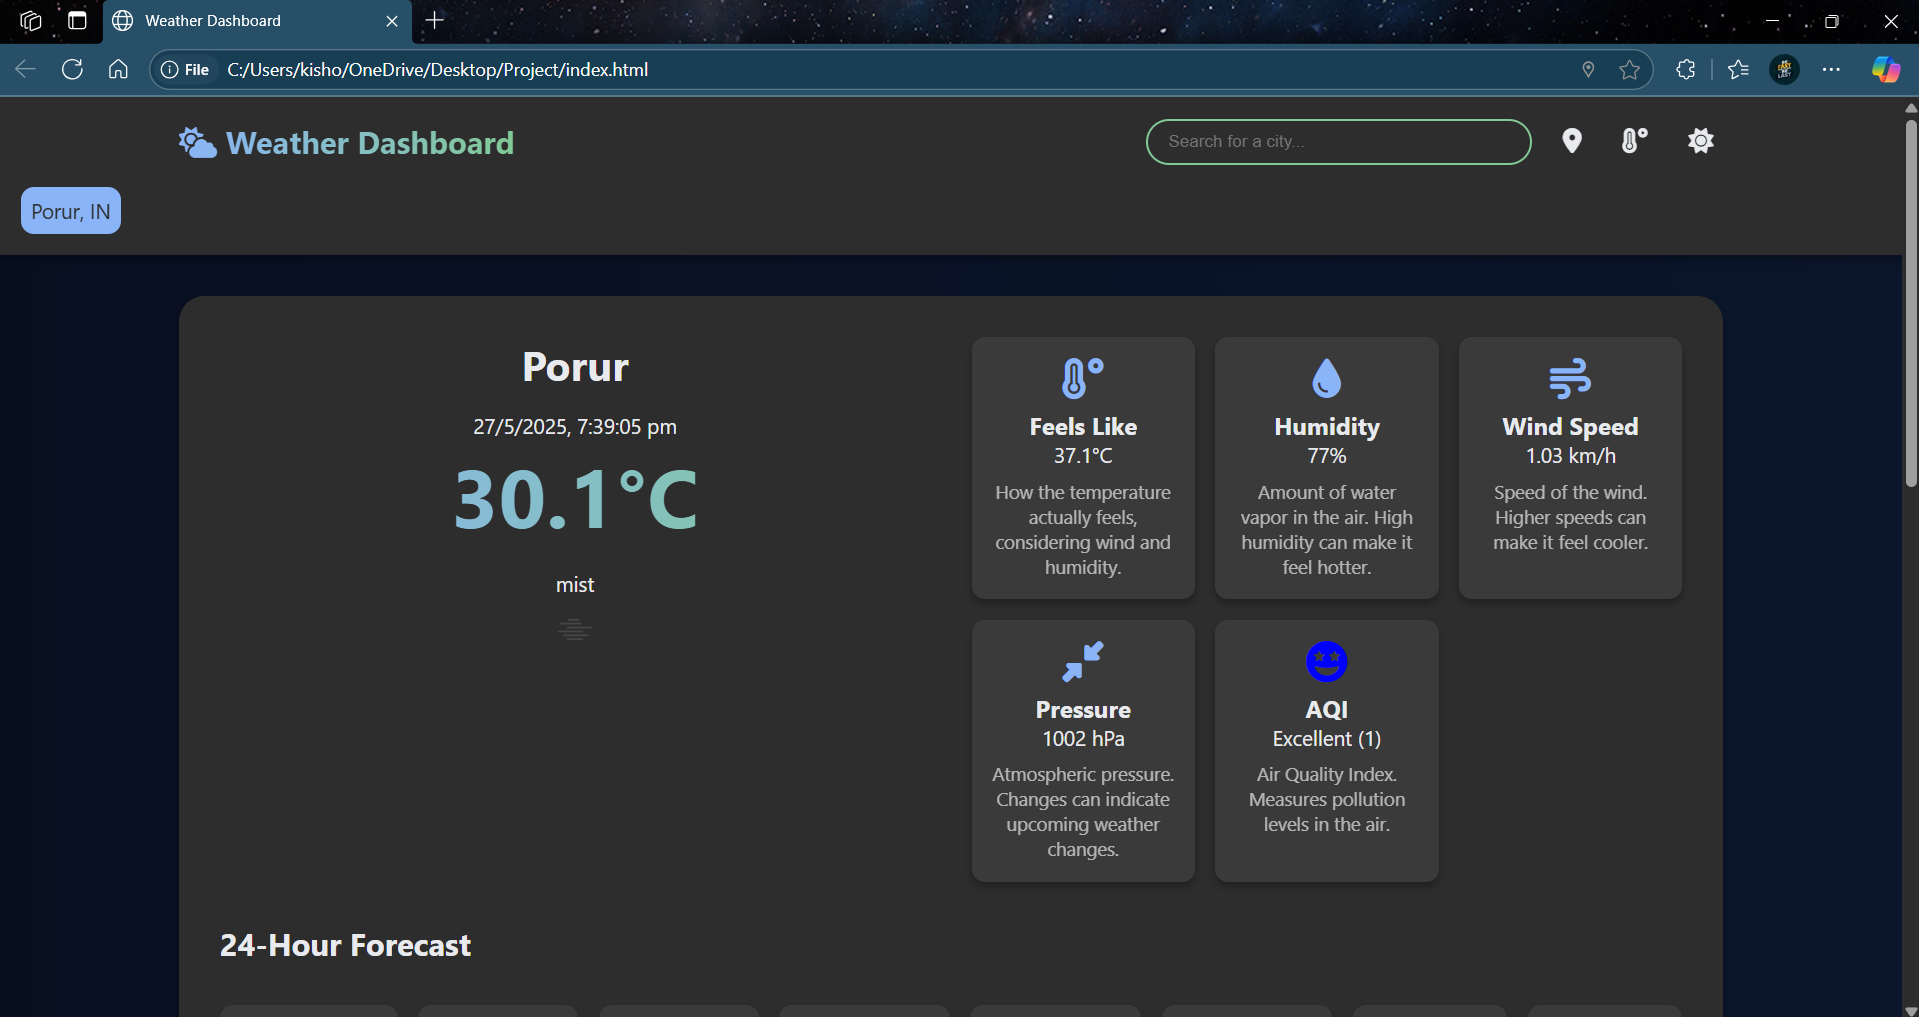 Weather Dashboard
File
C:/Users/kisho/OneDrive/Desktop/Project/index.html
Weather Dashboard
Search for a city...
Porur, IN
Porur
27/5/2025, 7:39:05 pm
30.1°C
mist
Feels Like
37.1°C
How the temperature
actually feels,
considering wind and
humidity.
Humidity
77%
Amount of water
vapor in the air. High
humidity can make it
feel hotter.
Wind Speed
1.03 km/h
Speed of the wind.
Higher speeds can
make it feel cooler.
Pressure
1002 hPa
Atmospheric pressure.
Changes can indicate
upcoming weather
changes.
AQI
Excellent (1)
Air Quality Index.
Measures pollution
levels in the air.
24-Hour Forecast